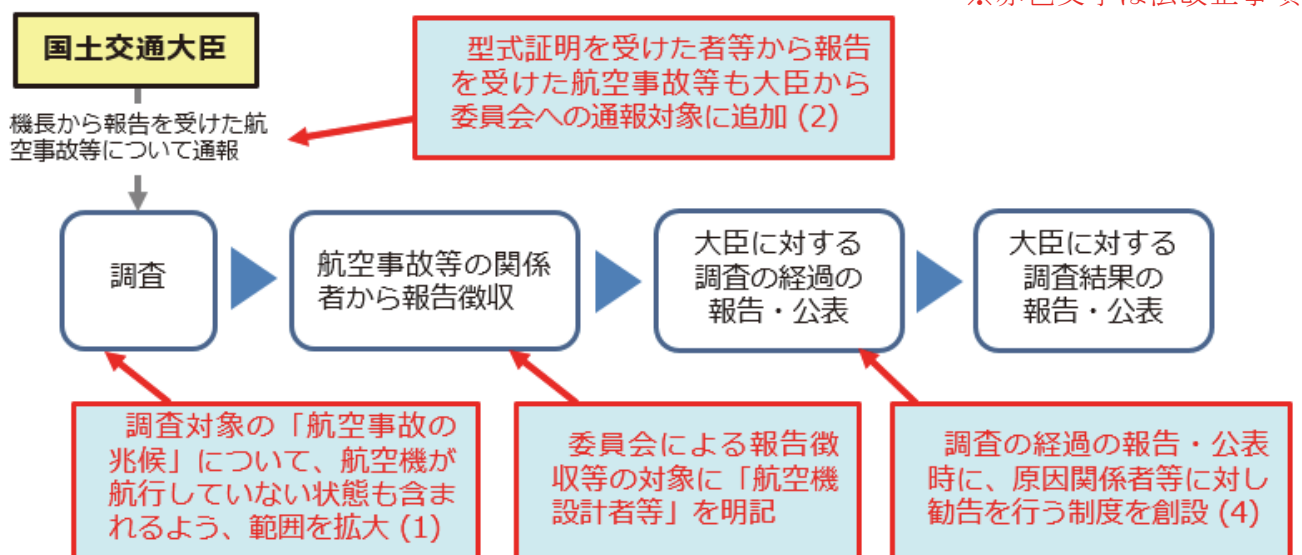 国土交通大臣
機長から報告を受けた航
空事故等について通報
型式証明を受けた者等から報告
を受けた航空事故等も大臣から
委員会への通報対象に追加 (2)
調査
航空事故等の関係
者から報告徴収
大臣に対する
調査の経過の
報告・公表
大臣に対する
調査結果の
報告・公表
調査対象の「航空事故の
兆候」について、航空機が
航行していない状態も含ま
れるよう、範囲を拡大 (1)
委員会による報告徴
収等の対象に「航空機
設計者等」を明記
調査の経過の報告・公表
時に、原因関係者等に対し
勧告を行う制度を創設 (4)